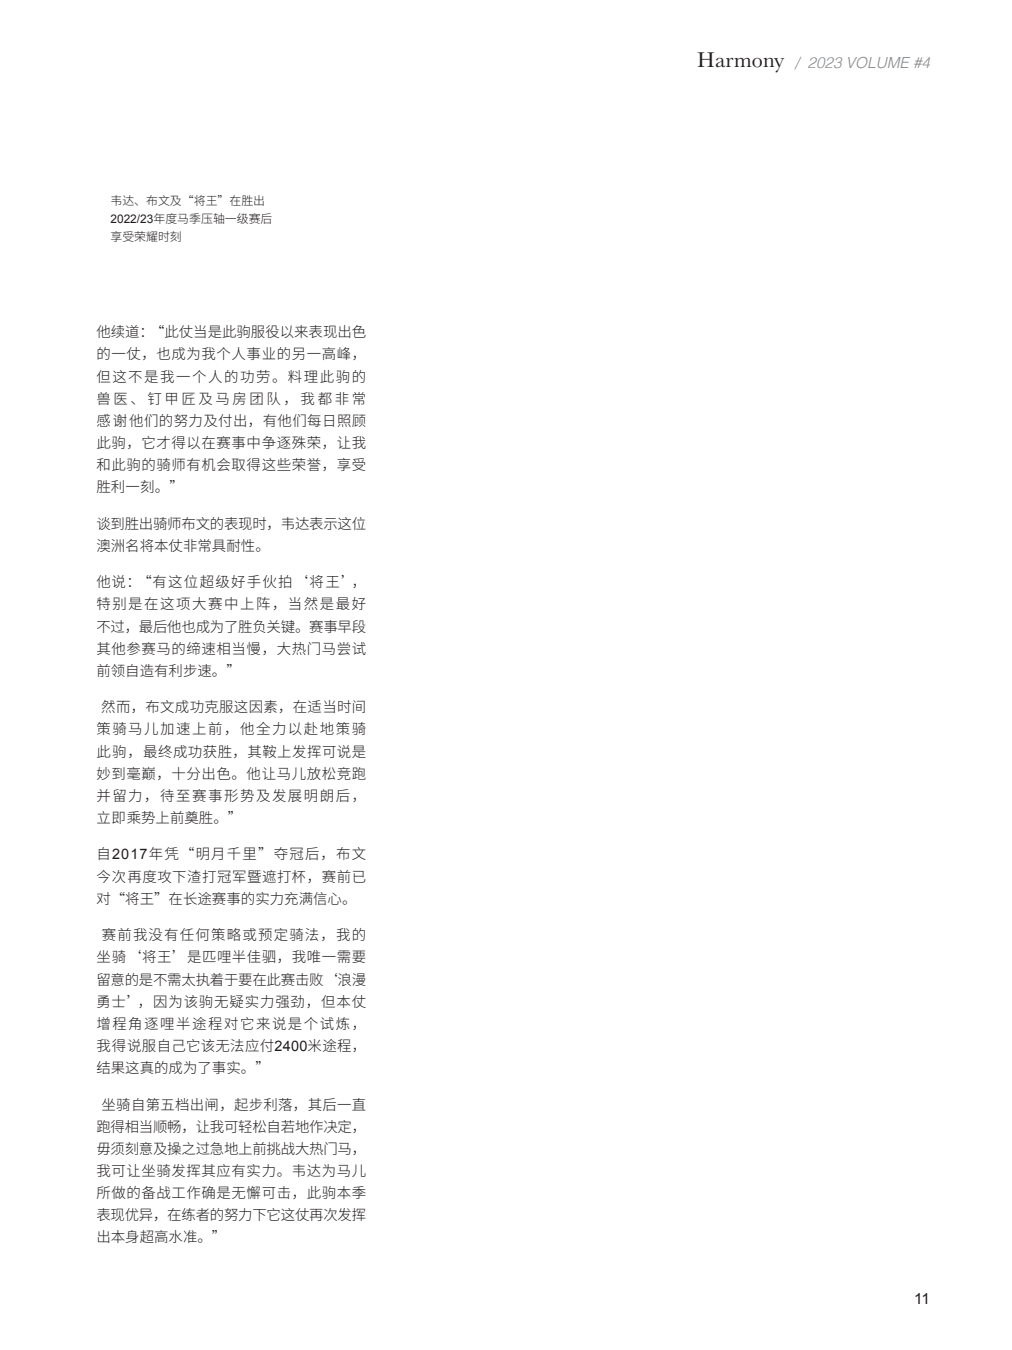 Harmony / 2023 VOLUME #4
韦达、布文及“将王”在胜出
2022/23年度马季压轴一级赛后
享受荣耀时刻
他续道：“此仗当是此驹服役以来表现出色
的一仗，也成为我个人事业的另一高峰，
但这不是我一个人的功劳。料理此驹的
兽医、钉甲匠及马房团队，我都非常
感谢他们的努力及付出，有他们每日照顾
此驹，它才得以在赛事中争逐殊荣，让我
和此驹的骑师有机会取得这些荣誉，享受
胜利一刻。”
谈到胜出骑师布文的表现时，韦达表示这位
澳洲名将本仗非常具耐性。
他说：“有这位超级好手伙拍‘将王’，
特别是在这项大赛中上阵，当然是最好
不过，最后他也成为了胜负关键。赛事早段
其他参赛马的缔速相当慢，大热门马尝试
前领自造有利步速。”
然而，布文成功克服这因素，在适当时间
策骑马儿加速上前，他全力以赴地策骑
此驹，最终成功获胜，其鞍上发挥可说是
妙到毫巅，十分出色。他让马儿放松竞跑
并留力，待至赛事形势及发展明朗后，
立即乘势上前奠胜。”
自2017年凭“明月千里”夺冠后，布文
今次再度攻下渣打冠军暨遮打杯，赛前已
对“将王”在长途赛事的实力充满信心。
赛前我没有任何策略或预定骑法，我的
坐骑‘将王’是匹哩半佳驷，我唯一需要
留意的是不需太执着于要在此赛击败‘浪漫
勇士’，因为该驹无疑实力强劲，但本仗
增程角逐哩半途程对它来说是个试炼，
我得说服自己它该无法应付2400米途程，
结果这真的成为了事实。”
坐骑自第五档出闸，起步利落，其后一直
跑得相当顺畅，让我可轻松自若地作决定，
毋须刻意及操之过急地上前挑战大热门马，
我可让坐骑发挥其应有实力。韦达为马儿
所做的备战工作确是无懈可击，此驹本季
表现优异，在练者的努力下它这仗再次发挥
出本身超高水准。”
11